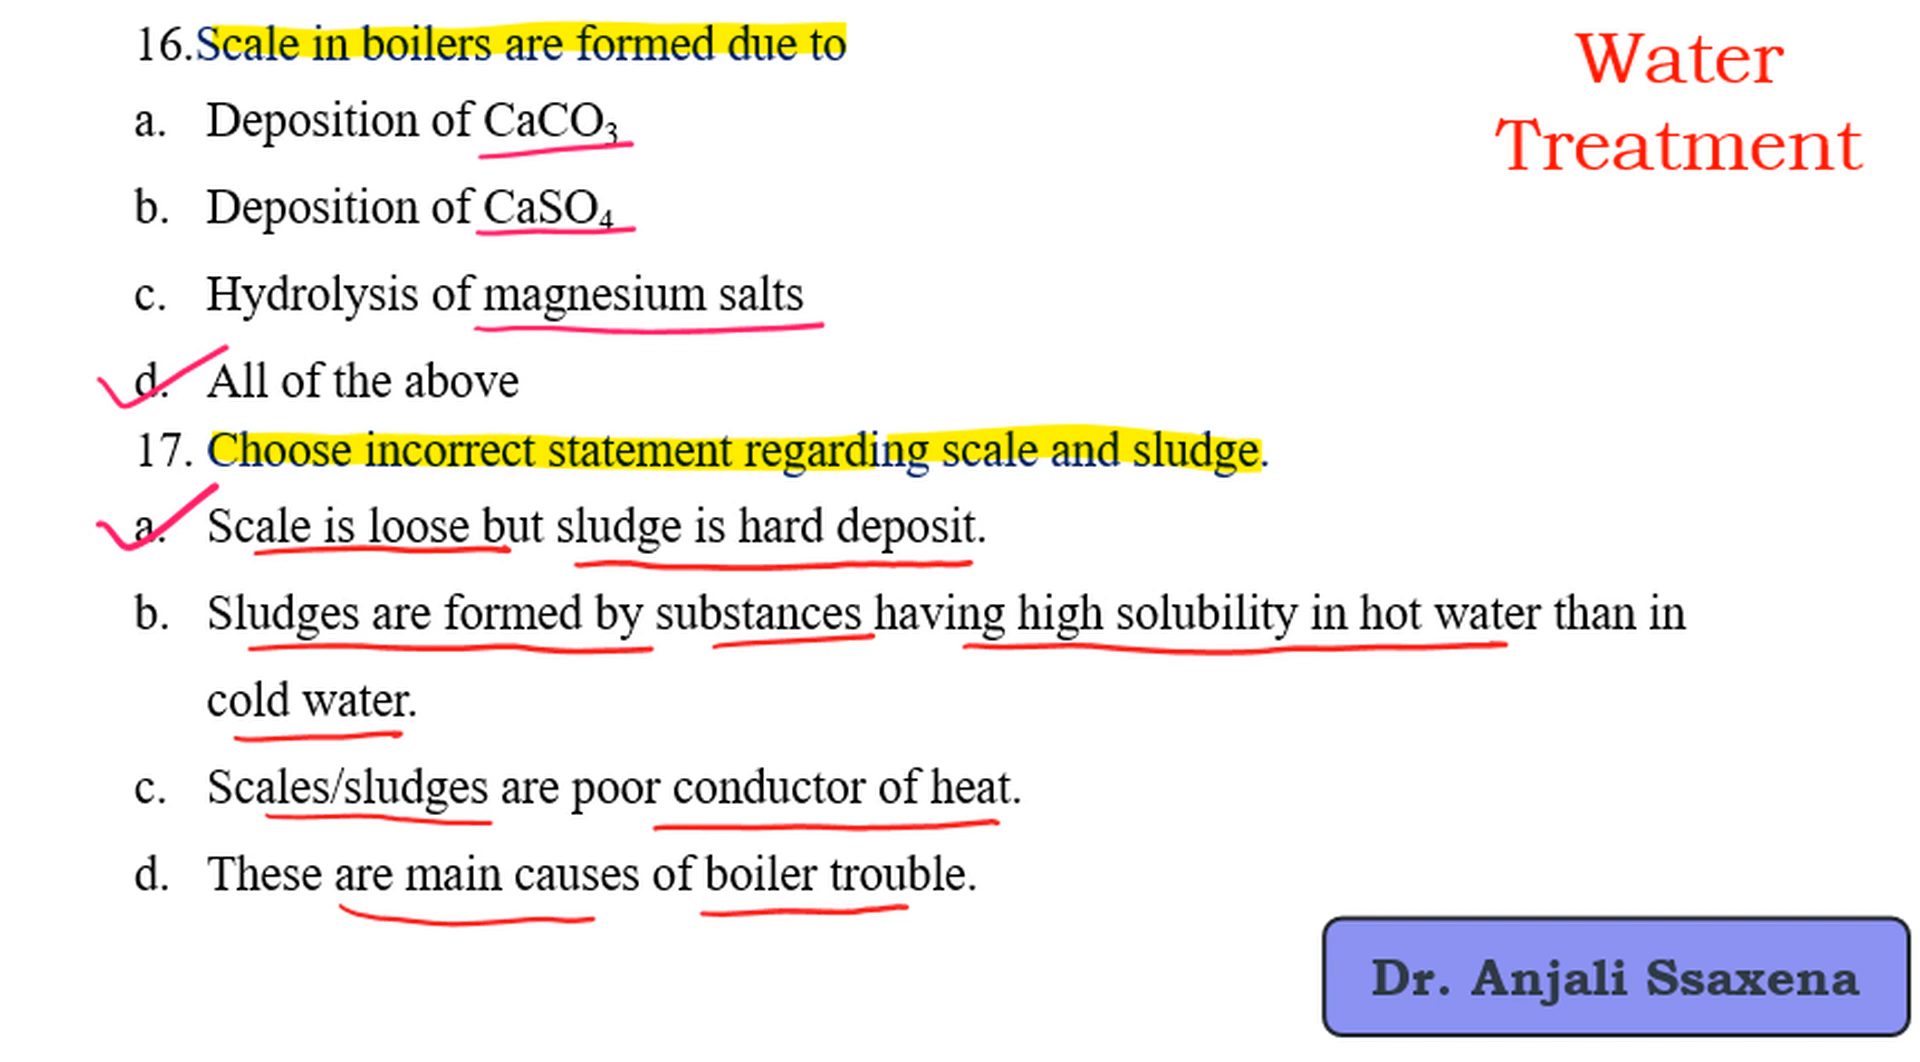 16.Scale in boilers are formed due to
a. Deposition of CaCO₃
b. Deposition of CaSO₄
c. Hydrolysis of magnesium salts
d. All of the above
17. Choose incorrect statement regarding scale and sludge.
a. Scale is loose but sludge is hard deposit.
b. Sludges are formed by substances having high solubility in hot water than in
cold water.
c. Scales/sludges are poor conductor of heat.
d. These are main causes of boiler trouble.
Water
Treatment
Dr. Anjali Ssaxena